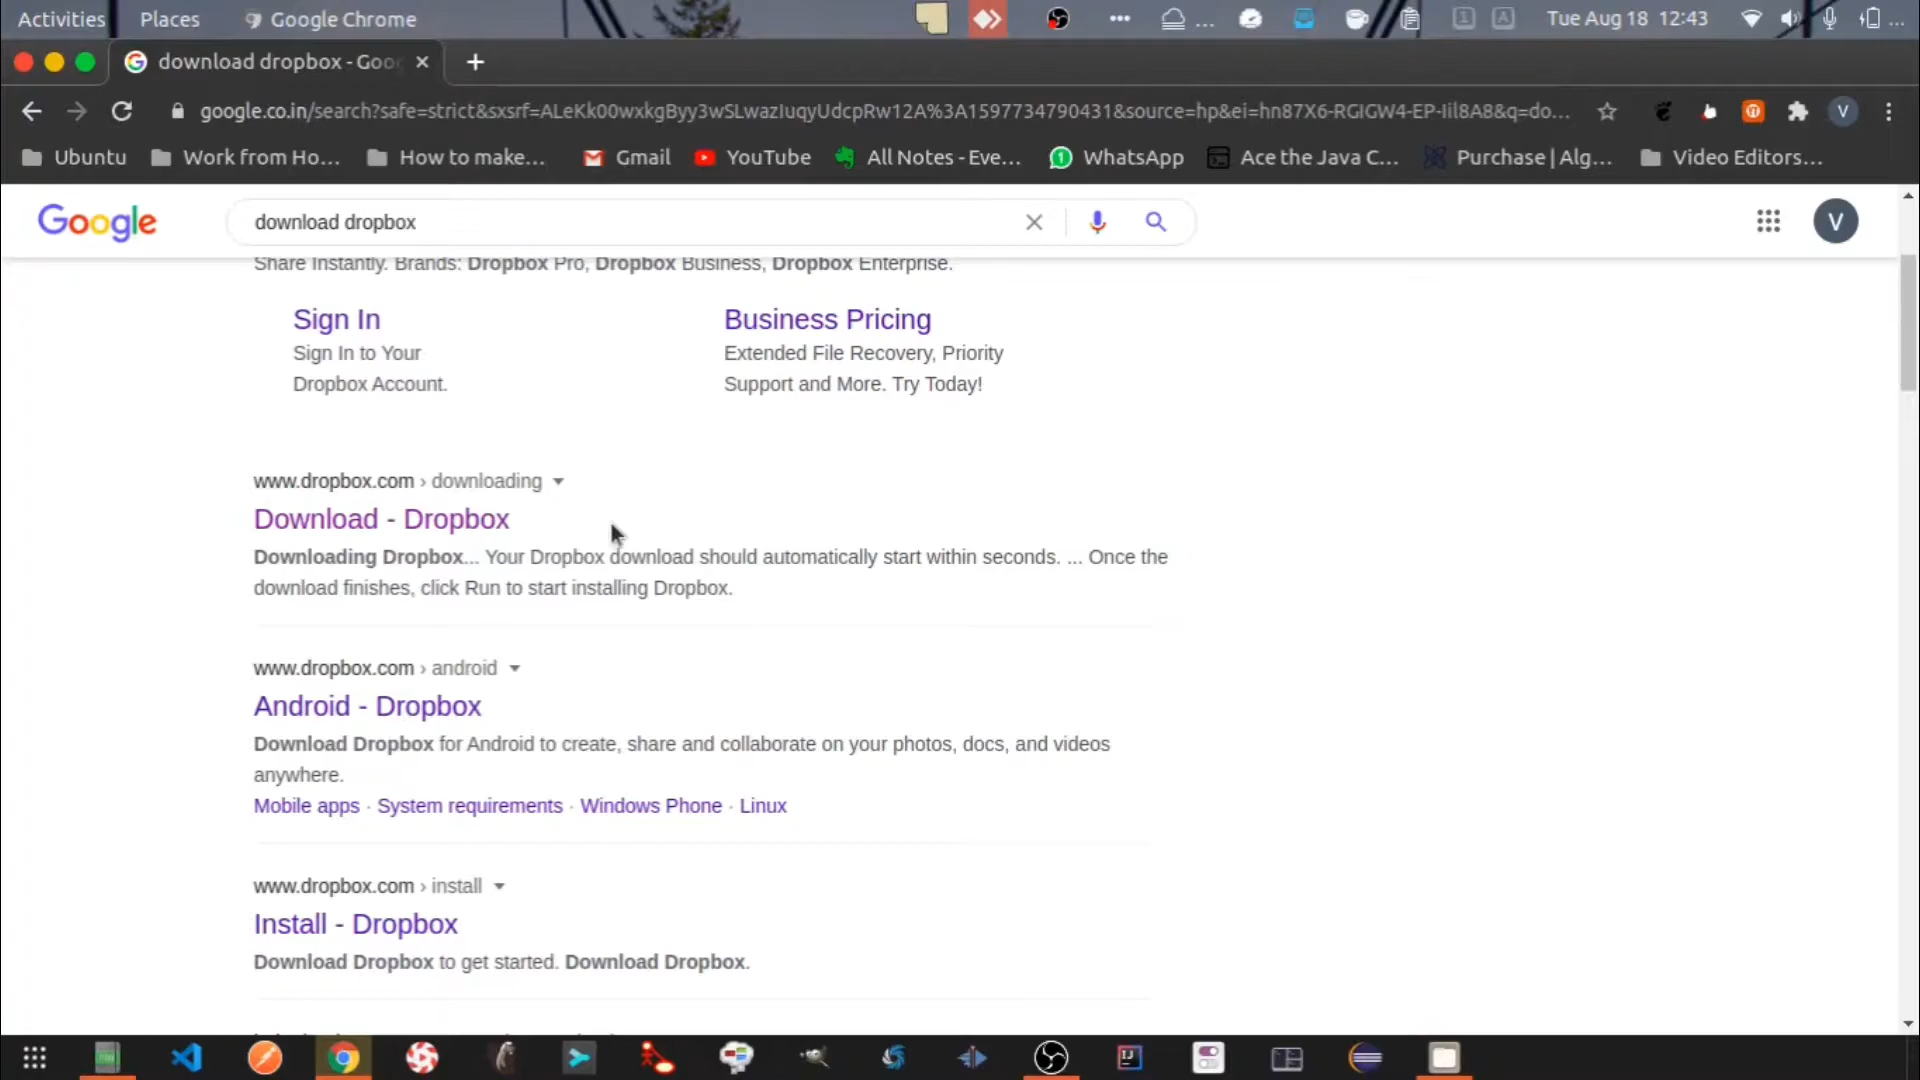 Activities Places Google Chrome Tue Aug 18 12:43
download dropbox - Goo
google.co.in/search?safe=strict&sxsrf=ALeKk00wxkgByy3wSLwazIuqyUdcpRw12A%3A1597734790431&source=hp&ei=hn87X6-RGIGW4-EP-Iil8A8&q=do...
Ubuntu Work from Ho... How to make... Gmail YouTube All Notes - Eve... WhatsApp Ace the Java C... Purchase | Alg... Video Editors...
Google download dropbox V
Share Instantly. Brands: Dropbox Pro, Dropbox Business, Dropbox Enterprise.
Sign In
Sign In to Your
Dropbox Account.
Business Pricing
Extended File Recovery, Priority
Support and More. Try Today!
www.dropbox.com › downloading
Download - Dropbox
Downloading Dropbox... Your Dropbox download should automatically start within seconds. ... Once the
download finishes, click Run to start installing Dropbox.
www.dropbox.com › android
Android - Dropbox
Download Dropbox for Android to create, share and collaborate on your photos, docs, and videos
anywhere.
Mobile apps · System requirements · Windows Phone · Linux
www.dropbox.com › install
Install - Dropbox
Download Dropbox to get started. Download Dropbox.